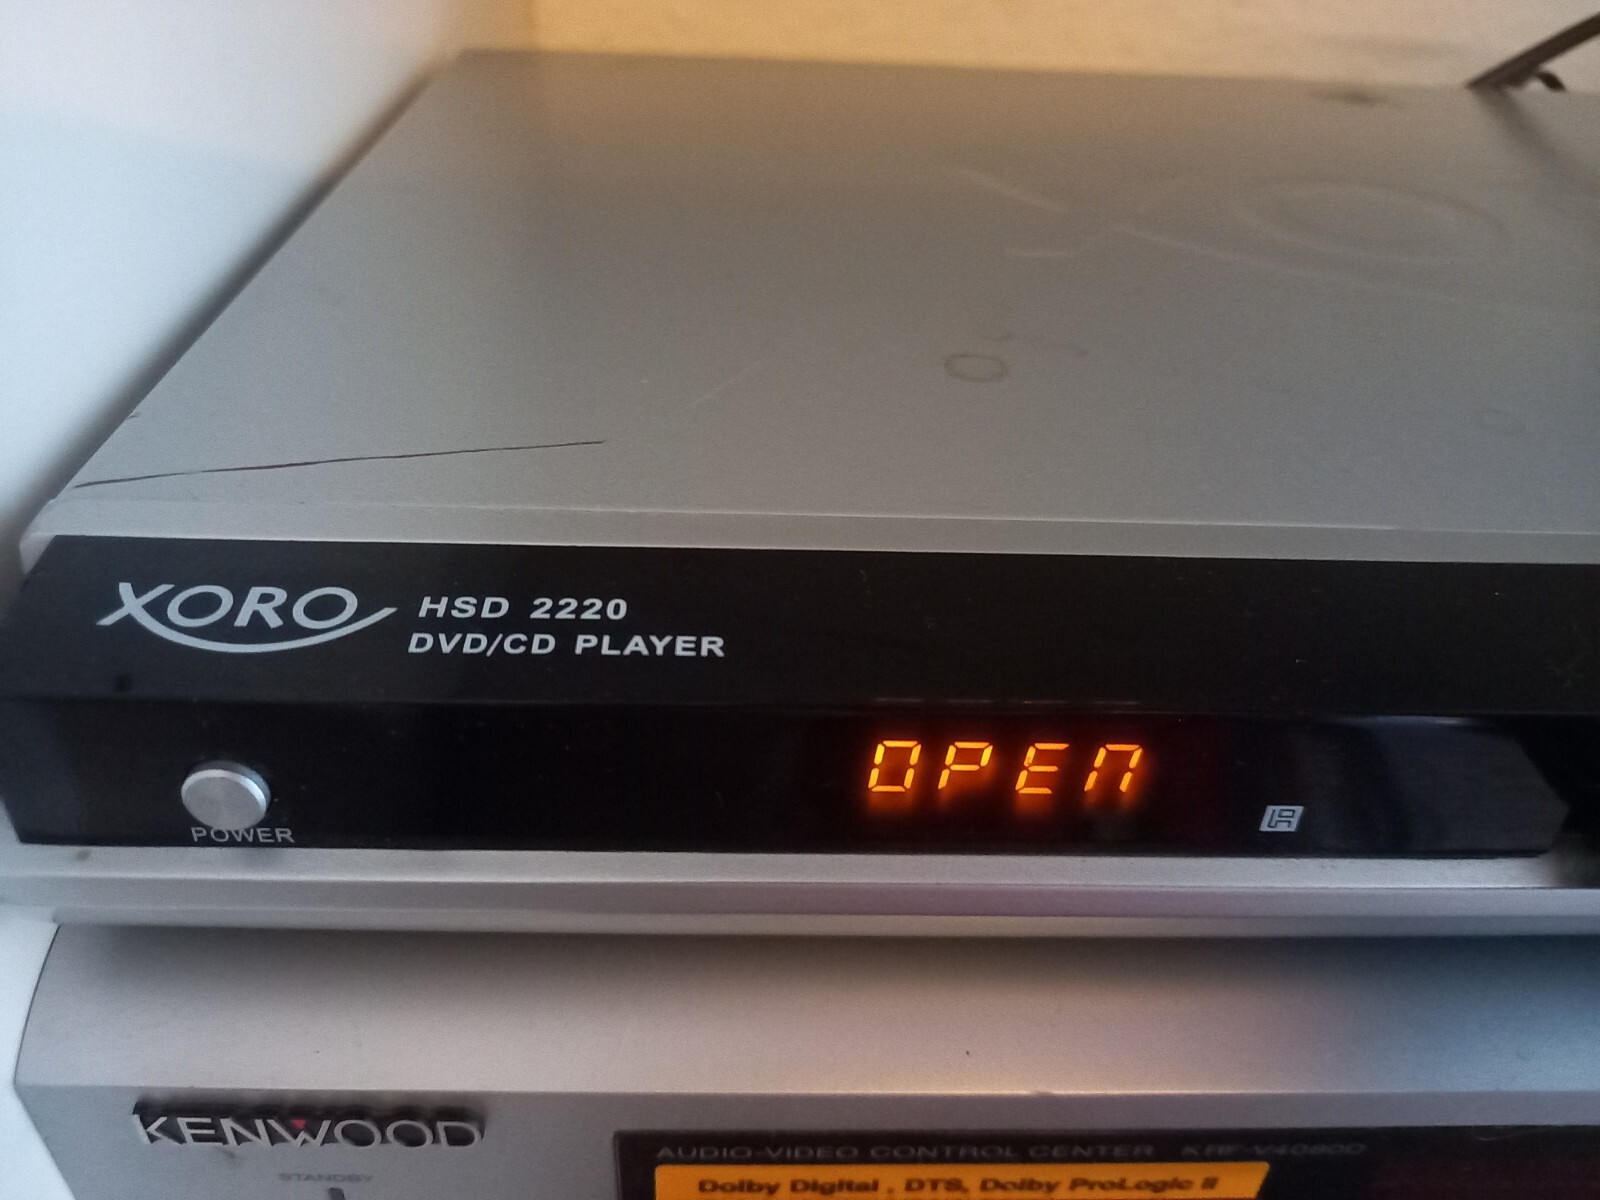 XORO
HSD 2220
DVD/CD PLAYER
OPEN
POWER
KENWOOD
STANDBY
AUDIO-VIDEO CONTROL CENTER
Dolby Digital , DTS, Dolby ProLogic II